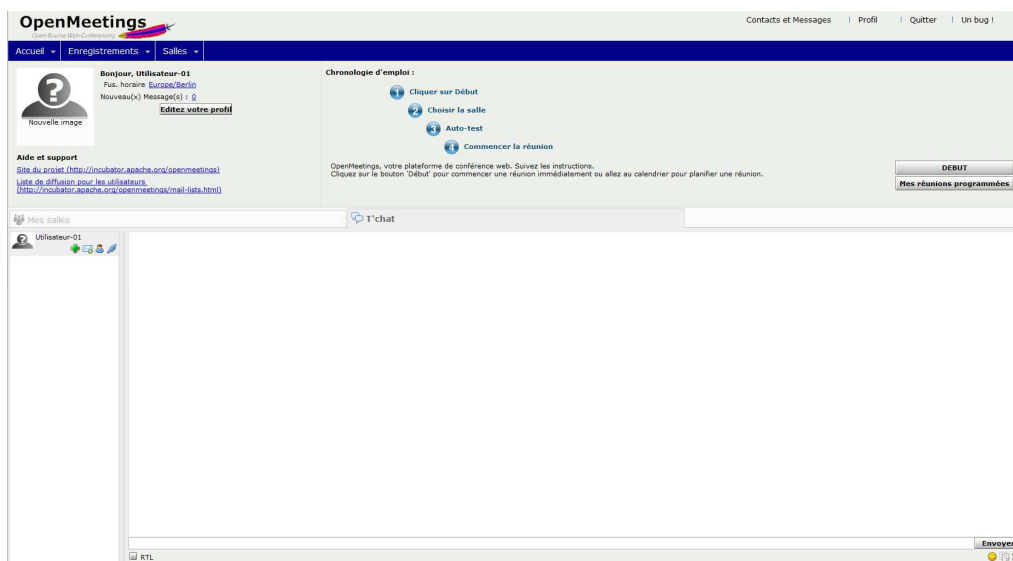 OpenMeetings
Open-Source Web-Conferencing
Contacts et Messages | Profil | Quitter | Un bug !
Accueil Enregistrements Salles
Bonjour, Utilisateur-01
Fus. horaire Europe/Berlin
Nouveau(x) Message(s) : 0
Editez votre profil
Nouvelle image
Aide et support
Site du projet (http://incubator.apache.org/openmeetings)
Liste de diffusion pour les utilisateurs
(http://incubator.apache.org/openmeetings/mail-lists.html)
Chronologie d'emploi :
1 Cliquer sur Début
2 Choisir la salle
3 Auto-test
4 Commencer la réunion
OpenMeetings, votre plateforme de conférence web. Suivez les instructions.
Cliquez sur le bouton 'Début' pour commencer une réunion immédiatement ou allez au calendrier pour planifier une réunion.
DEBUT
Mes réunions programmées
Mes salles
T'chat
Utilisateur-01
Envoyer
RTL